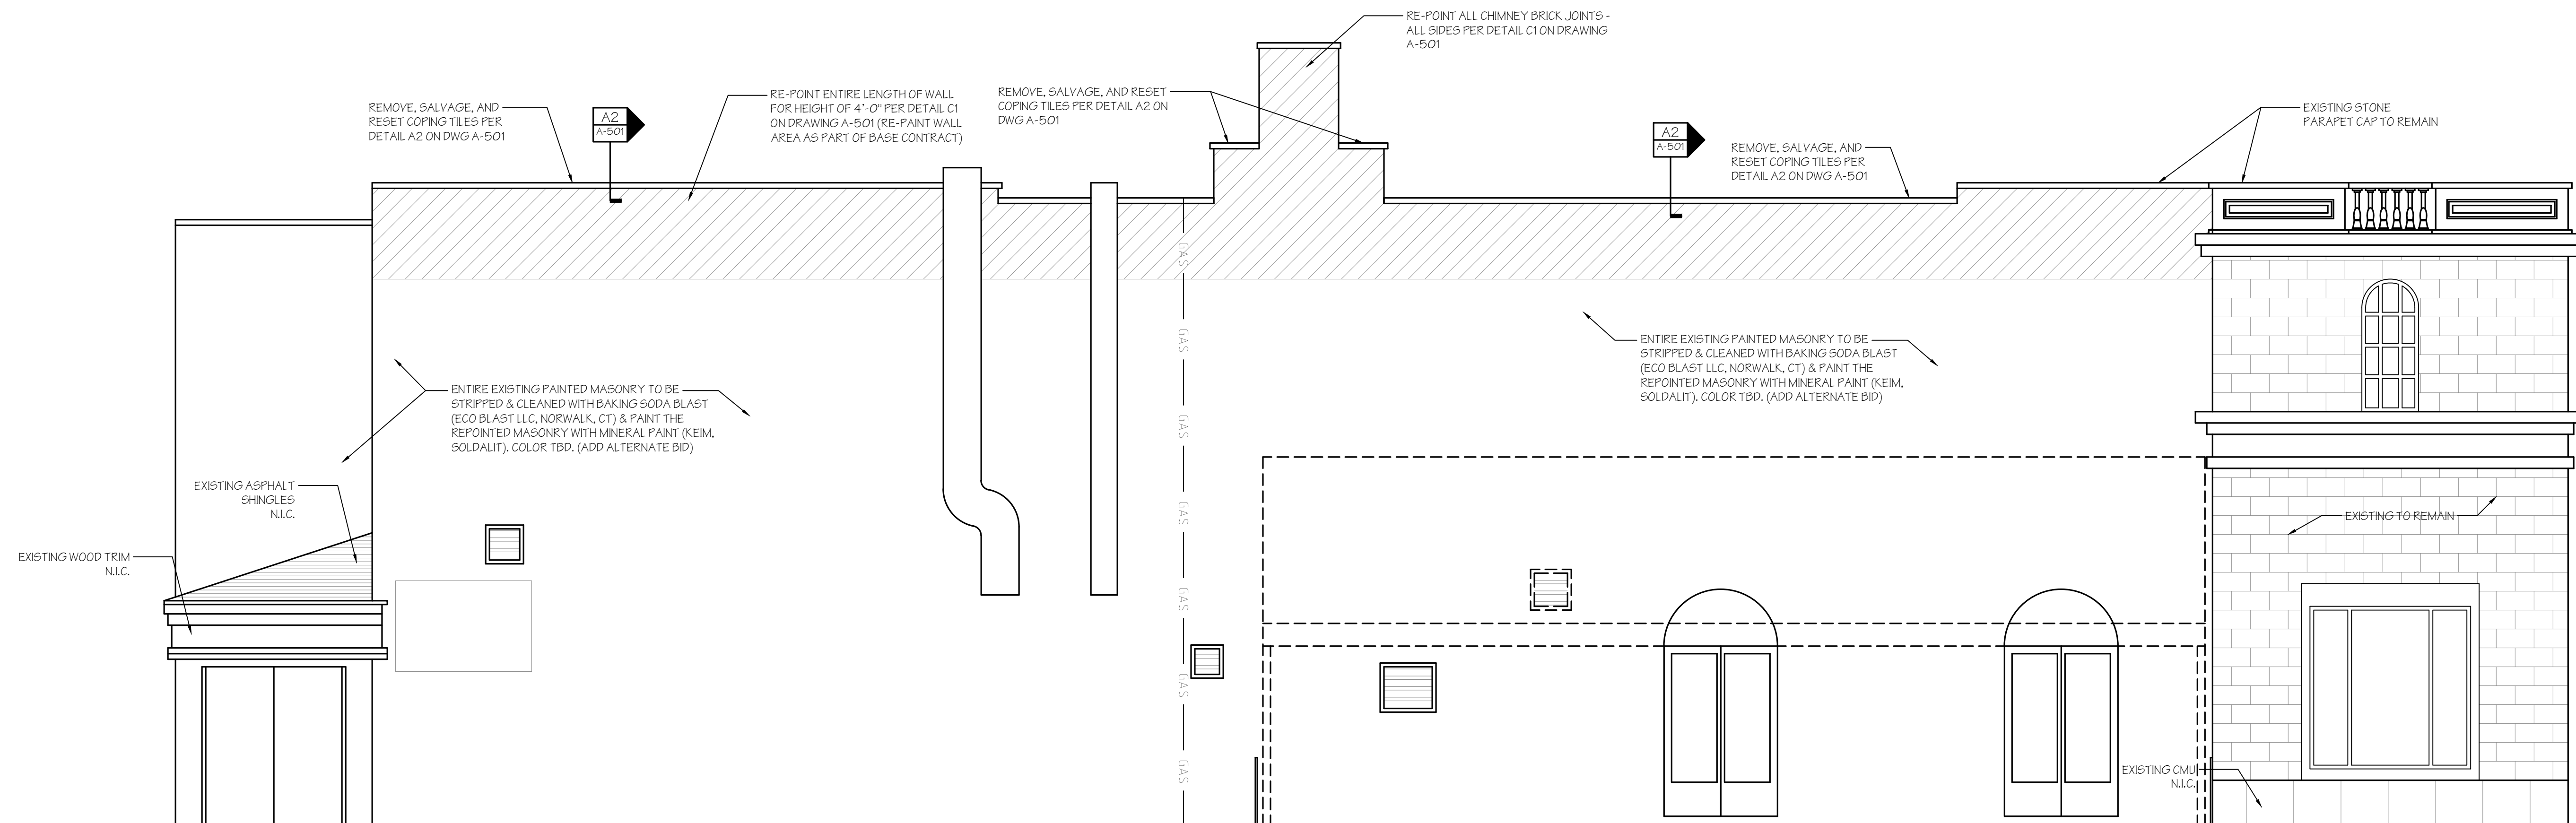 RE-POINT ALL CHIMNEY BRICK JOINTS -
ALL SIDES PER DETAIL C1 ON DRAWING
A-501
REMOVE, SALVAGE, AND
RESET COPING TILES PER
DETAIL A2 ON DWG A-501
A2
A-501
RE-POINT ENTIRE LENGTH OF WALL
FOR HEIGHT OF 4'-0" PER DETAIL C1
ON DRAWING A-501 (RE-PAINT WALL
AREA AS PART OF BASE CONTRACT)
REMOVE, SALVAGE, AND RESET
COPING TILES PER DETAIL A2 ON
DWG A-501
A2
A-501
REMOVE, SALVAGE, AND
RESET COPING TILES PER
DETAIL A2 ON DWG A-501
EXISTING STONE
PARAPET CAP TO REMAIN
GAS
GAS
GAS
GAS
GAS
GAS
GAS
ENTIRE EXISTING PAINTED MASONRY TO BE
STRIPPED & CLEANED WITH BAKING SODA BLAST
(ECO BLAST LLC, NORWALK, CT) & PAINT THE
REPOINTED MASONRY WITH MINERAL PAINT (KEIM,
SOLDALIT). COLOR TBD. (ADD ALTERNATE BID)
ENTIRE EXISTING PAINTED MASONRY TO BE
STRIPPED & CLEANED WITH BAKING SODA BLAST
(ECO BLAST LLC, NORWALK, CT) & PAINT THE
REPOINTED MASONRY WITH MINERAL PAINT (KEIM,
SOLDALIT). COLOR TBD. (ADD ALTERNATE BID)
EXISTING ASPHALT
SHINGLES
N.I.C.
EXISTING WOOD TRIM
N.I.C.
EXISTING TO REMAIN
EXISTING CMU
N.I.C.